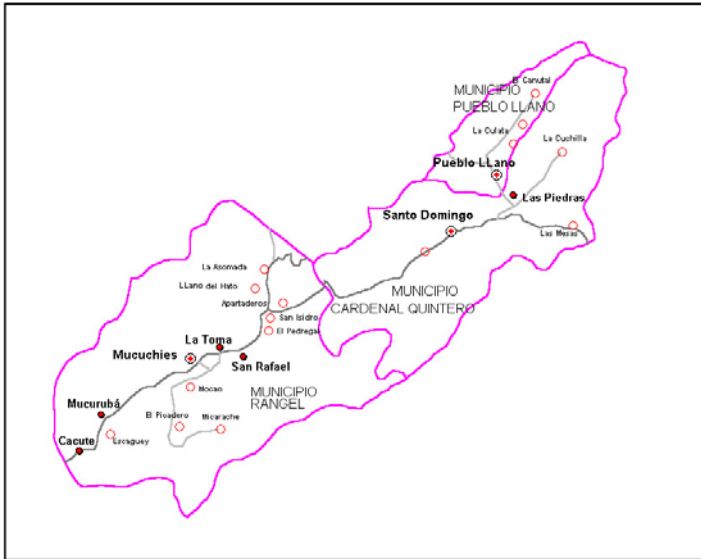 El Canutal
MUNICIPIO
PUEBLO LLANO
La Culata
La Cuchilla
Pueblo LLano
Las Piedras
Santo Domingo
Las Mesas
La Asomada
LLano del Hato
MUNICIPIO
CARDENAL QUINTERO
Apartaderos
San Isidro
El Pedregal
La Toma
Mucuchies
San Rafael
Mocao
MUNICIPIO
RANGEL
Mucurubá
El Picadero
Micarache
Cacute
Escaguey